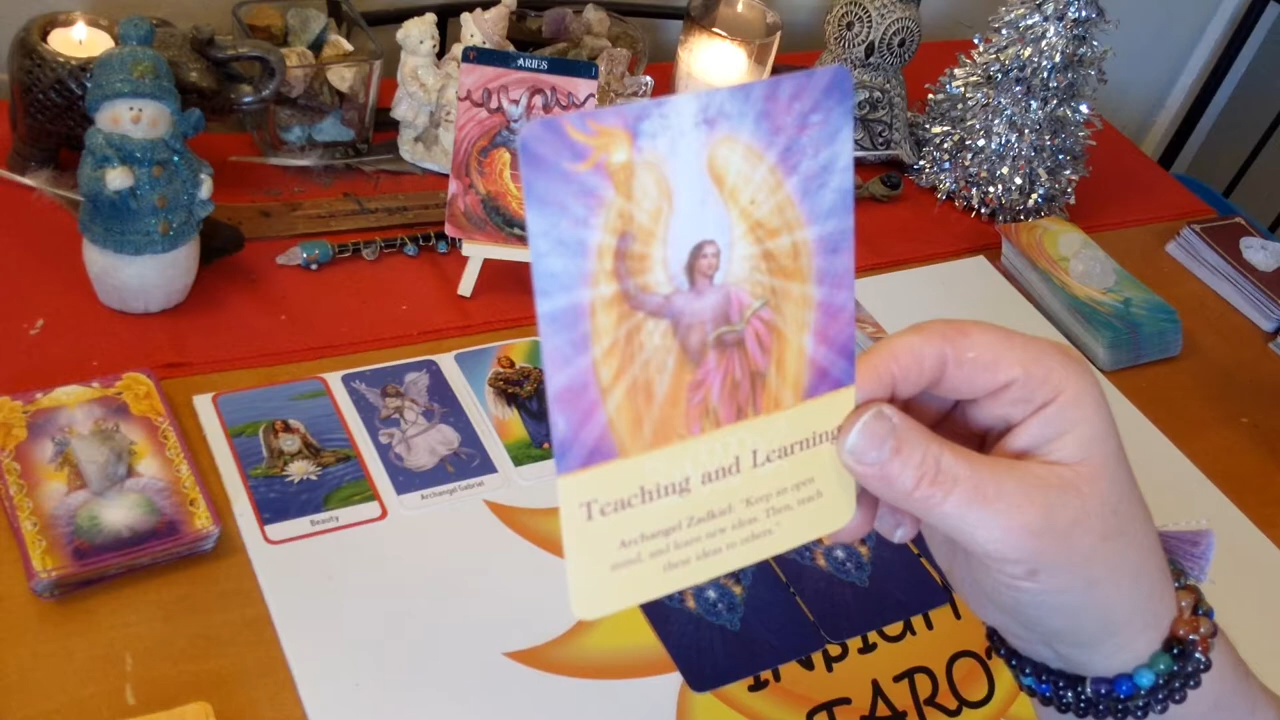 ARIES
Teaching and Learning
Archangel Zadkiel: "Keep an open
mind, and learn new ideas. Then, teach
these ideas to others."
Beauty
Archangel Gabriel
INSIGHT
TAROT